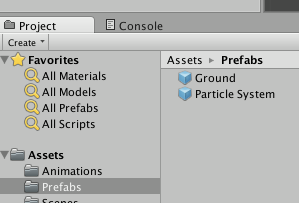 Project
Console
Create
Favorites
All Materials
All Models
All Prefabs
All Scripts
Assets
Animations
Prefabs
Scenes
Assets Prefabs
Ground
Particle System